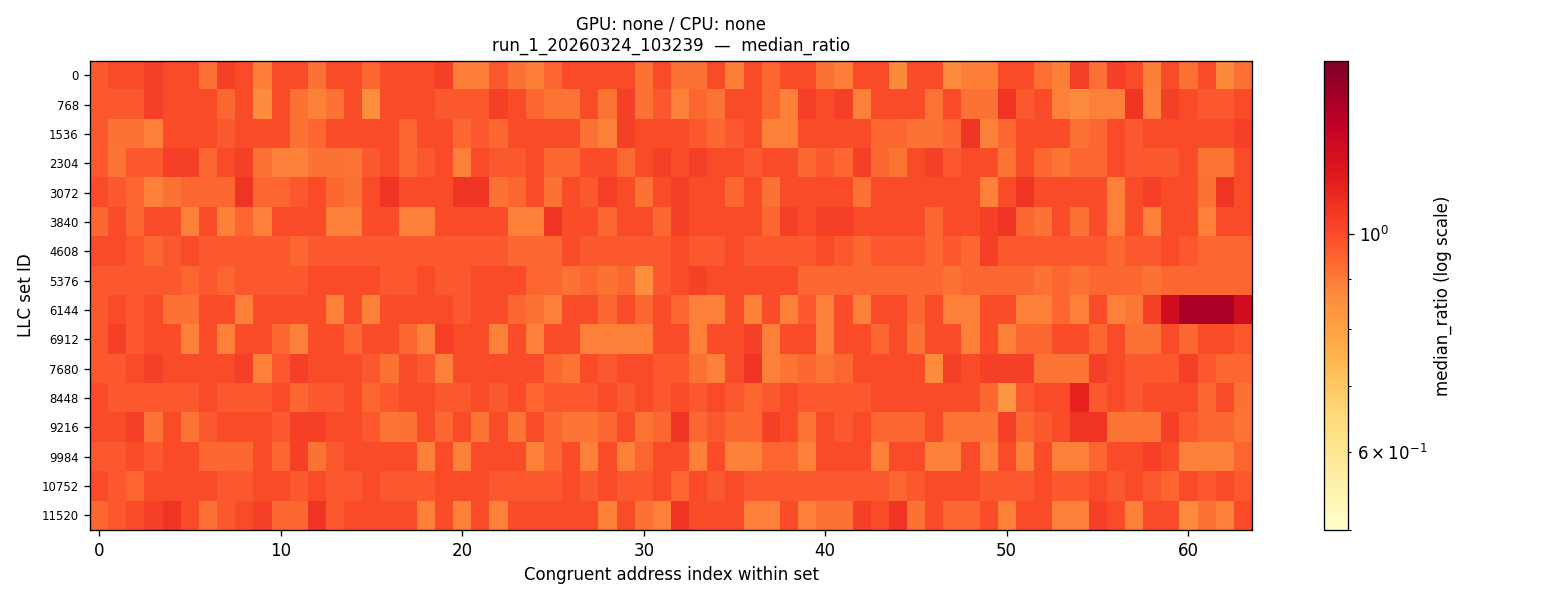 GPU: none / CPU: none
run_1_20260324_103239 — median_ratio
LLC set ID
0
768
1536
2304
3072
3840
4608
5376
6144
6912
7680
8448
9216
9984
10752
11520
0 10 20 30 40 50 60
Congruent address index within set
10⁰
6 × 10⁻¹
median_ratio (log scale)